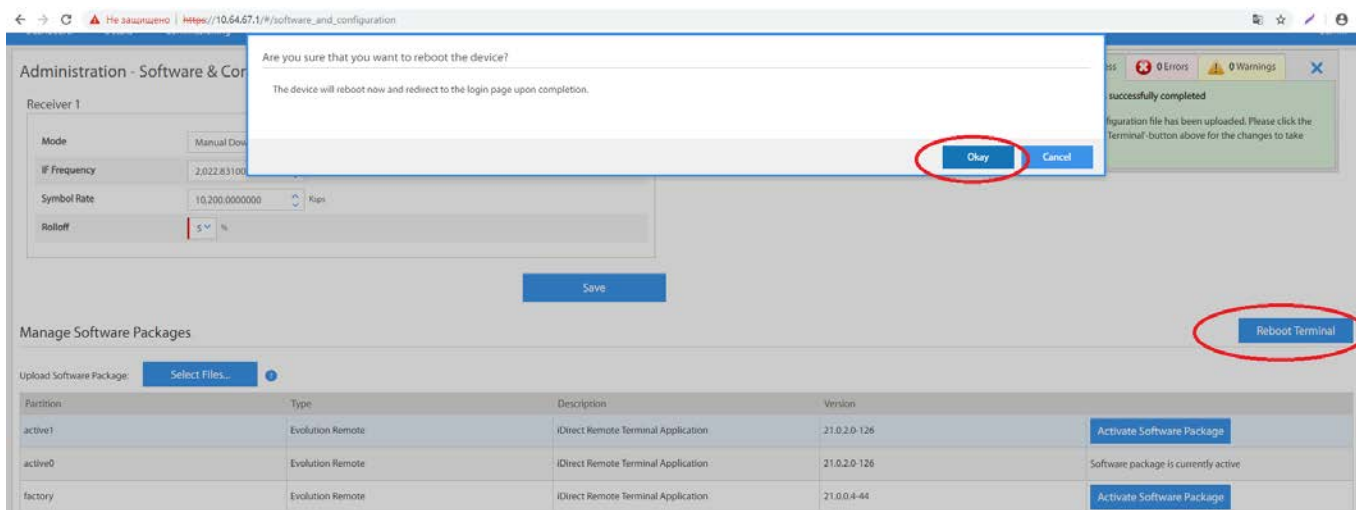 Не защищено | https://10.64.67.1/#/software_and_configuration
Are you sure that you want to reboot the device?
The device will reboot now and redirect to the login page upon completion.
Okay
Cancel
ess
0 Errors
0 Warnings
successfully completed
figuration file has been uploaded. Please click the
Terminal'-button above for the changes to take
Administration - Software & Cor
Receiver 1
Mode
Manual Dow
IF Frequency
2,022.83100
Symbol Rate
10,200.0000000
Ksps
Rolloff
5
%
Save
Manage Software Packages
Reboot Terminal
Upload Software Package:
Select Files...
Partition Type Description Version
active1 Evolution Remote iDirect Remote Terminal Application 21.0.2.0-126 Activate Software Package
active0 Evolution Remote iDirect Remote Terminal Application 21.0.2.0-126 Software package is currently active
factory Evolution Remote iDirect Remote Terminal Application 21.0.0.4-44 Activate Software Package